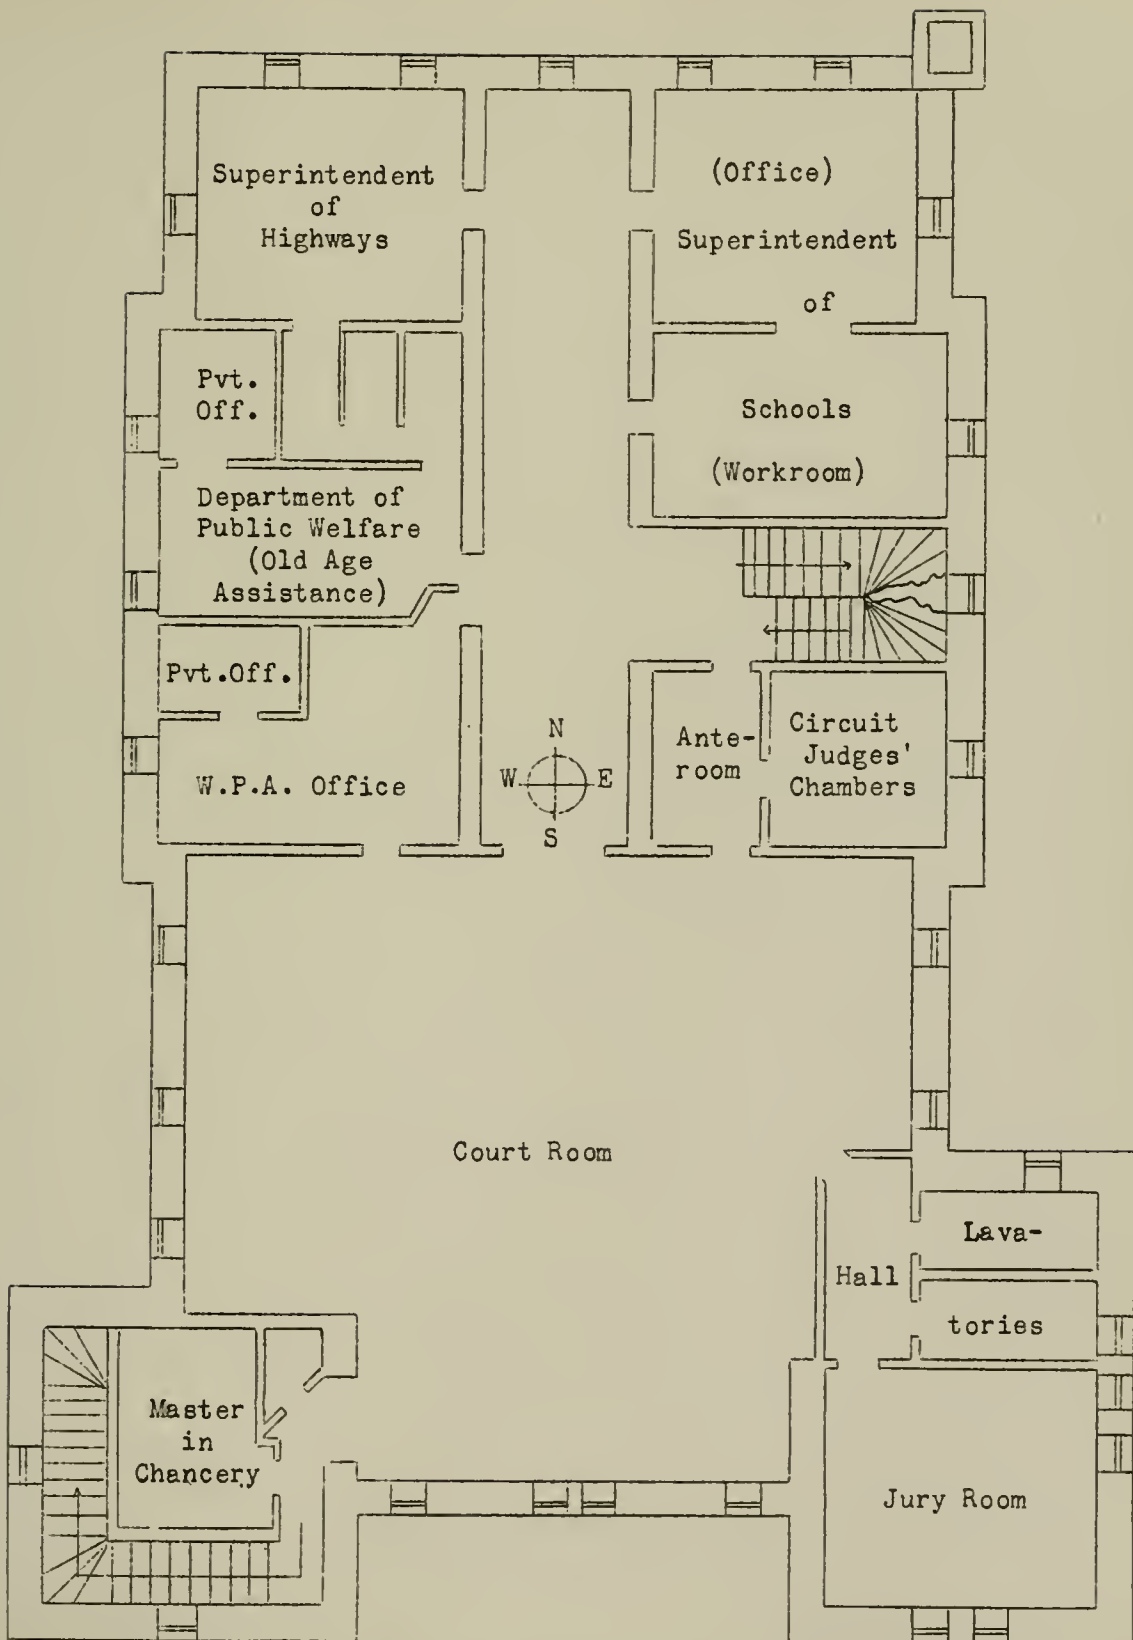 Superintendent
of
Highways
(Office)
Superintendent
of
Schools
(Workroom)
Pvt.
Off.
Department of
Public Welfare
(Old Age
Assistance)
Pvt.Off.
W.P.A. Office
N
W E
S
Ante-
room
Circuit
Judges'
Chambers
Court Room
Hall
Lava-
tories
Master
in
Chancery
Jury Room